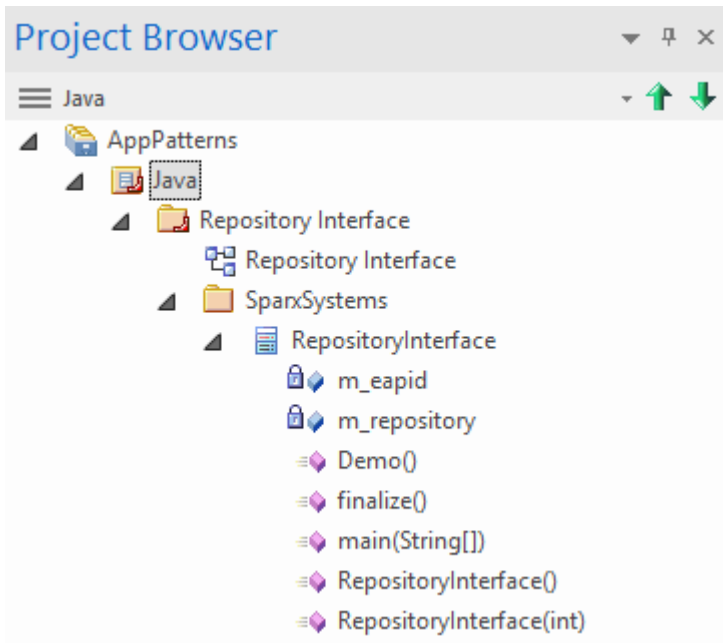 Project Browser
Java
AppPatterns
Java
Repository Interface
Repository Interface
SparxSystems
RepositoryInterface
m_eapid
m_repository
Demo()
finalize()
main(String[])
RepositoryInterface()
RepositoryInterface(int)